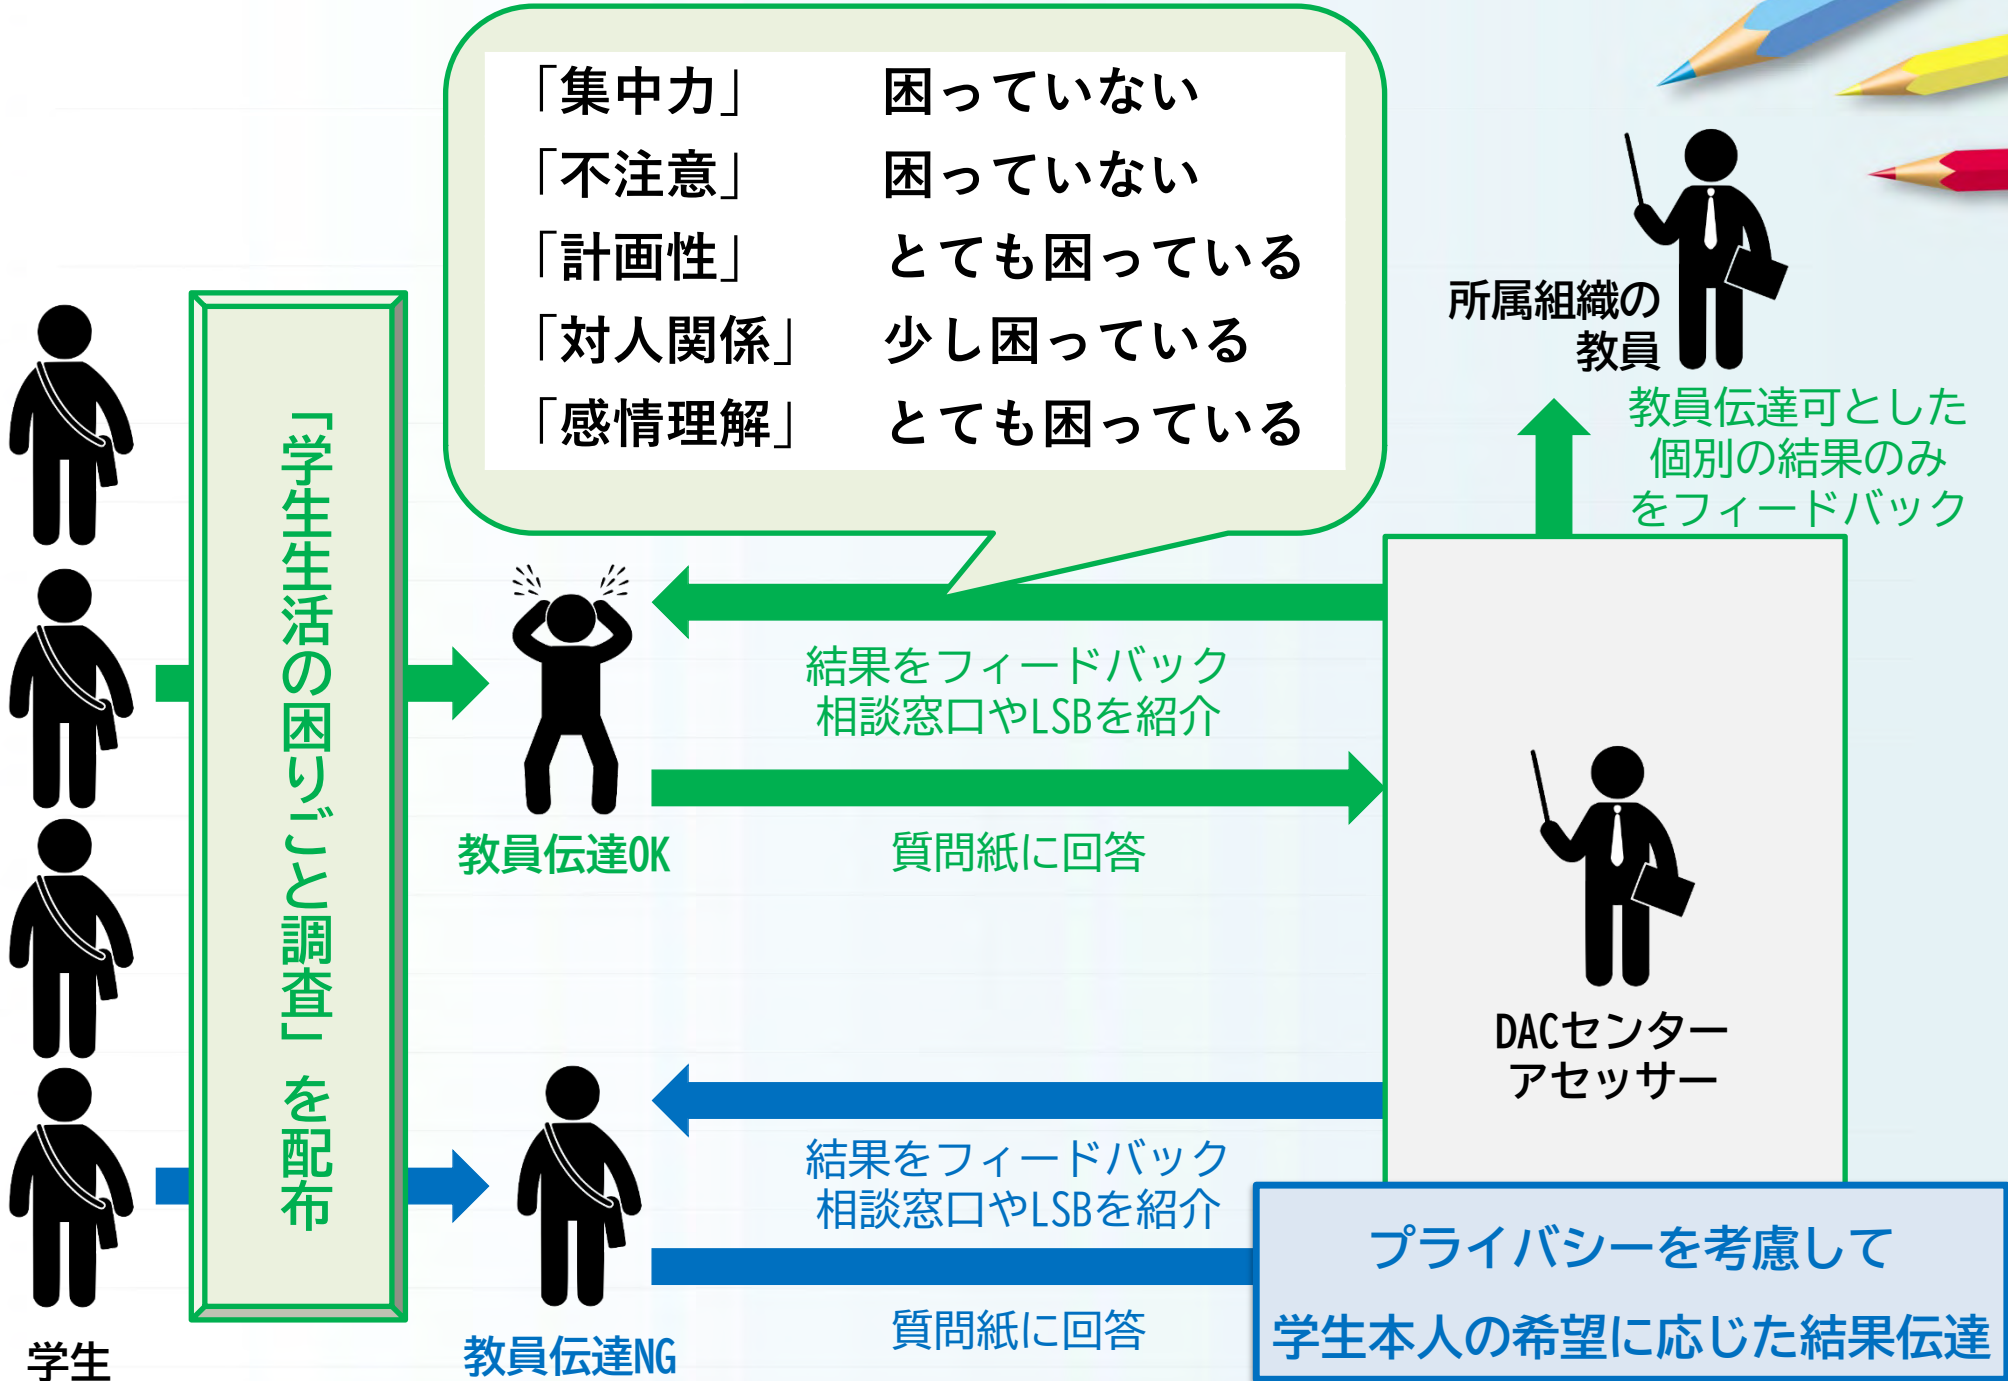 「集中力」 困っていない
「不注意」 困っていない
「計画性」 とても困っている
「対人関係」 少し困っている
「感情理解」 とても困っている
所属組織の
教員
教員伝達可とした
個別の結果のみ
をフィードバック
「学生生活の困りごと調査」を配布
結果をフィードバック
相談窓口やLSBを紹介
教員伝達OK
質問紙に回答
DACセンター
アセッサー
結果をフィードバック
相談窓口やLSBを紹介
プライバシーを考慮して
学生本人の希望に応じた結果伝達
質問紙に回答
学生
教員伝達NG